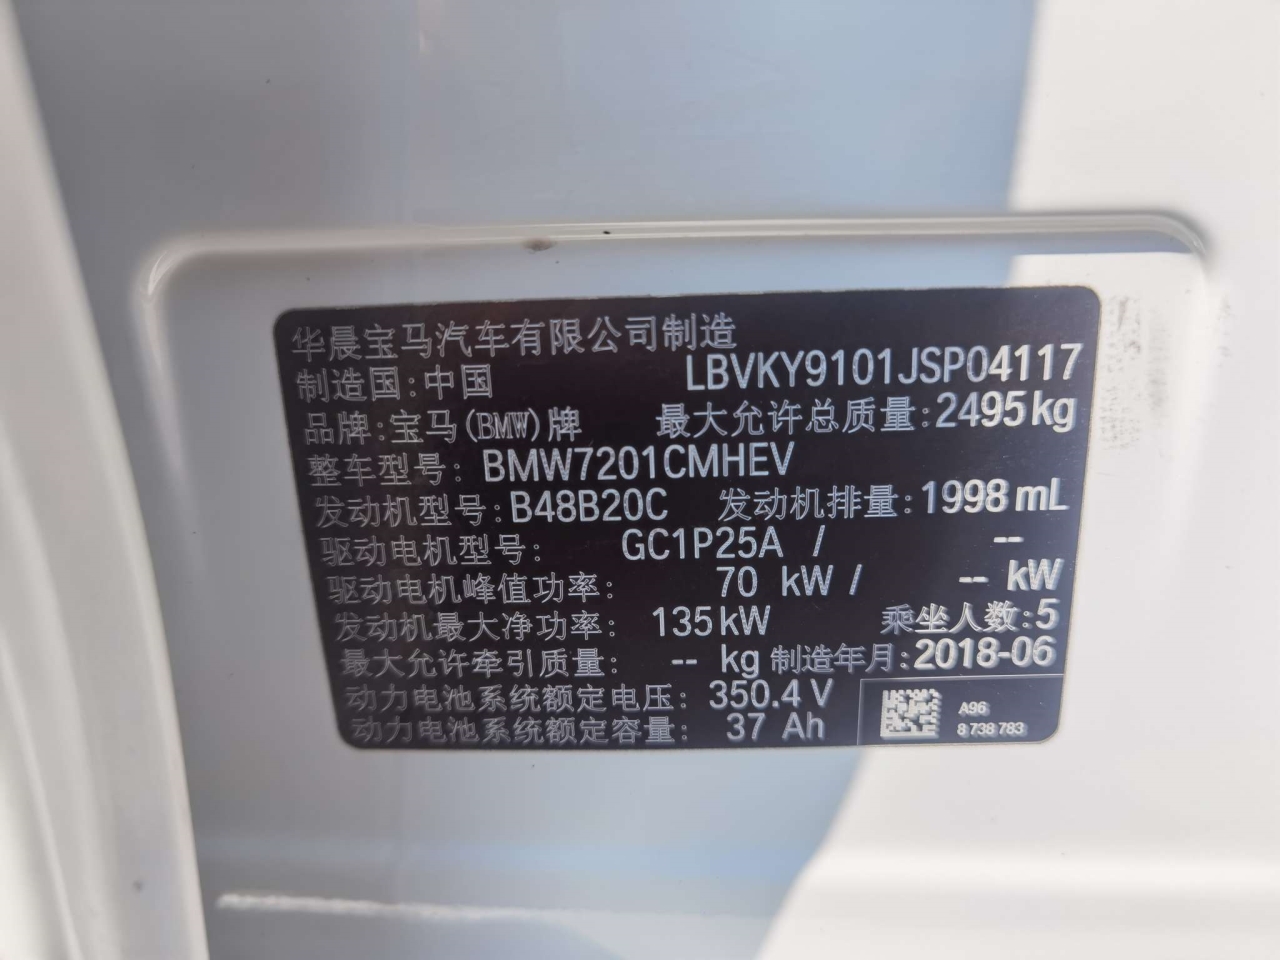 华晨宝马汽车有限公司制造
制造国:中国 LBVKY9101JSP04117
品牌:宝马(BMW)牌 最大允许总质量:2495kg
整车型号: BMW7201CMHEV
发动机型号:B48B20C 发动机排量:1998mL
驱动电机型号: GC1P25A / --
驱动电机峰值功率: 70 kW / -- kW
发动机最大净功率: 135kW 乘坐人数:5
最大允许牵引质量: -- kg 制造年月:2018-06
动力电池系统额定电压: 350.4 V
动力电池系统额定容量: 37 Ah
A96
8 738 783